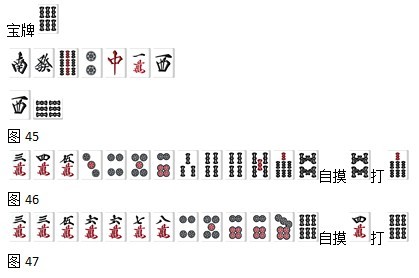 宝牌
南 發 中 一萬 西
西
图 45
三萬 四萬 伍萬 自摸 打
图 46
三萬 三萬 伍萬 六萬 六萬 七萬 八萬 自摸 四萬 打
图 47